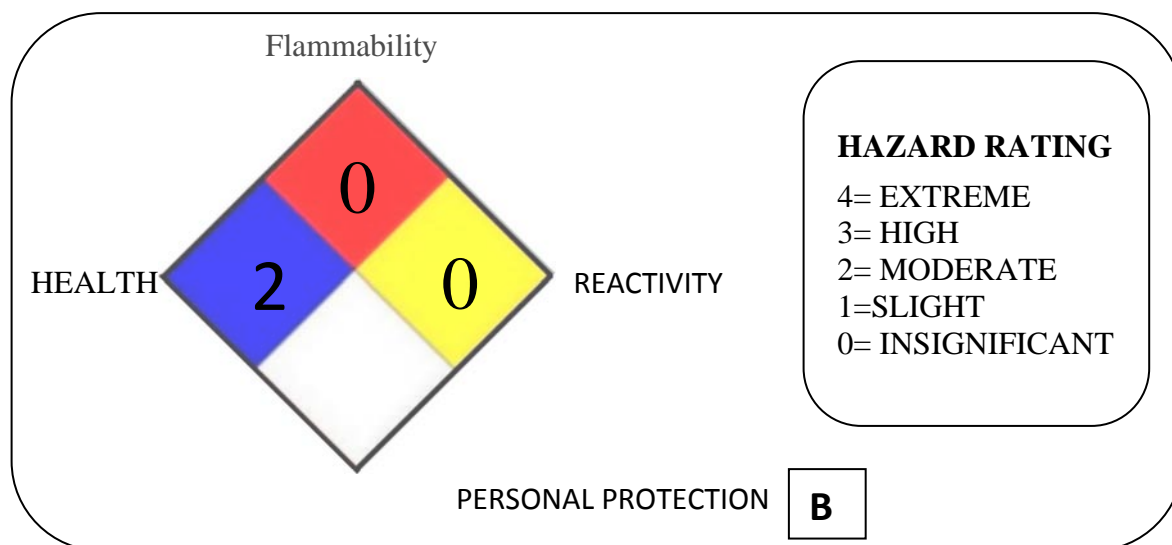 Flammability
0
HEALTH 2 0 REACTIVITY
PERSONAL PROTECTION B
HAZARD RATING
4= EXTREME
3= HIGH
2= MODERATE
1=SLIGHT
0= INSIGNIFICANT